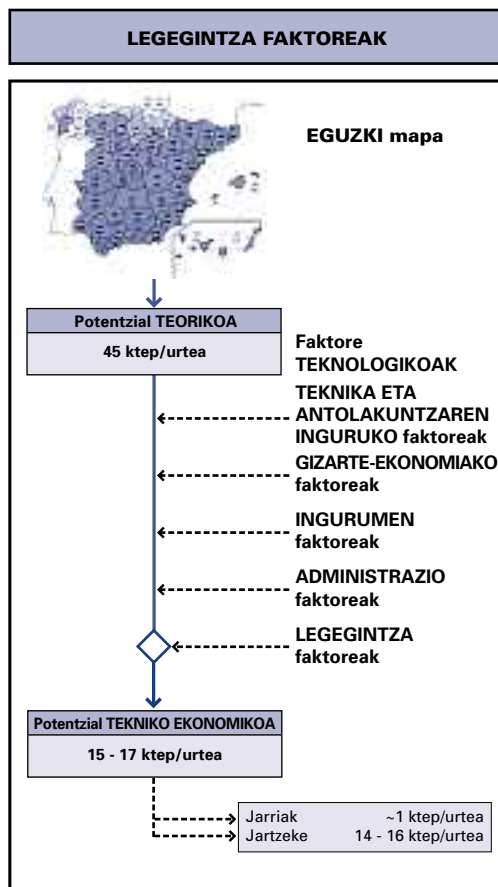 LEGEGINTZA FAKTOREAK
EGUZKI mapa
Potentzial TEORIKOA
45 ktep/urtea
Faktore
TEKNOLOGIKOAK
TEKNIKA ETA
ANTOLAKUNTZAREN
INGURUKO faktoreak
GIZARTE-EKONOMIAKO
faktoreak
INGURUMEN
faktoreak
ADMINISTRAZIO
faktoreak
LEGEGINTZA
faktoreak
Potentzial TEKNIKO EKONOMIKOA
15 - 17 ktep/urtea
Jarriak ~1 ktep/urtea
Jartzeke 14 - 16 ktep/urtea